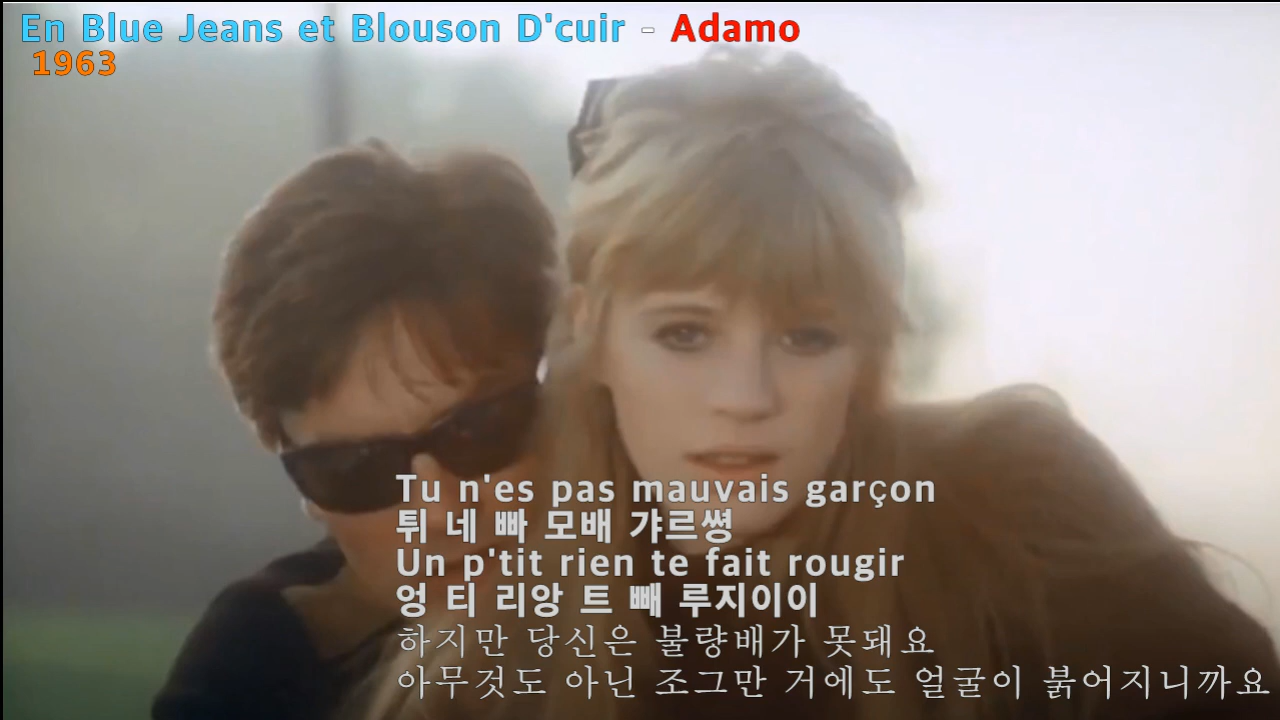 En Blue Jeans et Blouson D'cuir - Adamo
1963
Tu n'es pas mauvais garçon
튀 네 빠 모배 갸르썽
Un p'tit rien te fait rougir
엉 티 리앙 트 빼 루지이이
하지만 당신은 불량배가 못돼요
아무것도 아닌 조그만 거에도 얼굴이 붉어지니까요